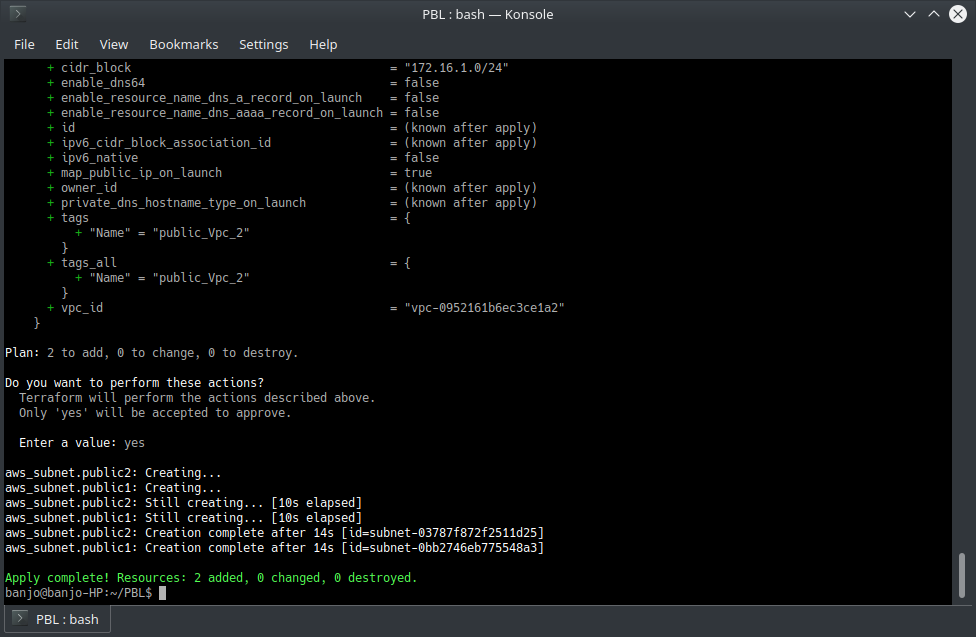 PBL : bash — Konsole
File Edit View Bookmarks Settings Help
+ cidr_block = "172.16.1.0/24"
+ enable_dns64 = false
+ enable_resource_name_dns_a_record_on_launch = false
+ enable_resource_name_dns_aaaa_record_on_launch = false
+ id = (known after apply)
+ ipv6_cidr_block_association_id = (known after apply)
+ ipv6_native = false
+ map_public_ip_on_launch = true
+ owner_id = (known after apply)
+ private_dns_hostname_type_on_launch = (known after apply)
+ tags = {
+ "Name" = "public_Vpc_2"
}
+ tags_all = {
+ "Name" = "public_Vpc_2"
}
+ vpc_id = "vpc-0952161b6ec3ce1a2"
}
Plan: 2 to add, 0 to change, 0 to destroy.
Do you want to perform these actions?
Terraform will perform the actions described above.
Only 'yes' will be accepted to approve.
Enter a value: yes
aws_subnet.public2: Creating...
aws_subnet.public1: Creating...
aws_subnet.public2: Still creating... [10s elapsed]
aws_subnet.public1: Still creating... [10s elapsed]
aws_subnet.public2: Creation complete after 14s [id=subnet-03787f872f2511d25]
aws_subnet.public1: Creation complete after 14s [id=subnet-0bb2746eb775548a3]
Apply complete! Resources: 2 added, 0 changed, 0 destroyed.
banjo@banjo-HP:~/PBL$
PBL : bash